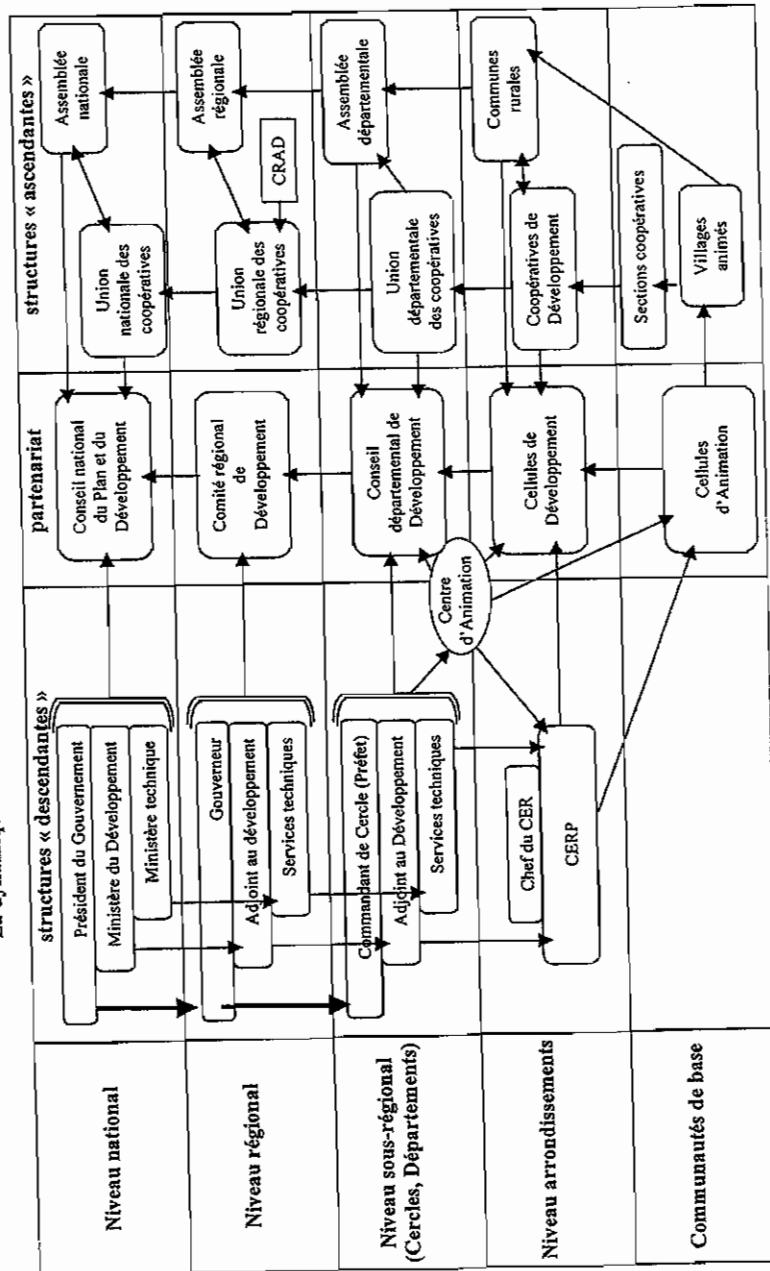 structures « descendantes »
partenariat
structures « ascendantes »
Niveau national
Président du Gouvernement
Ministère du Développement
Ministère technique
Conseil national
du Plan et du
Développement
Union
nationale des
coopératives
Assemblée
nationale
Niveau régional
Gouverneur
Adjoint au développement
Services techniques
Comité régional
de
Développement
Union
régionale des
coopératives
Assemblée
régionale
CRAD
Niveau sous-régional
(Cercles, Départements)
Commandant de Cercle (Préfet)
Adjoint au Développement
Services techniques
Centre
d'Animation
Conseil
départemental de
Développement
Union
départementale
des coopératives
Assemblée
départementale
Niveau arrondissements
Chef du CER
CERP
Cellules de
Développement
Coopératives de
Développement
Communes
rurales
Communautés de base
Cellules
d'Animation
Sections coopératives
Villages
animés